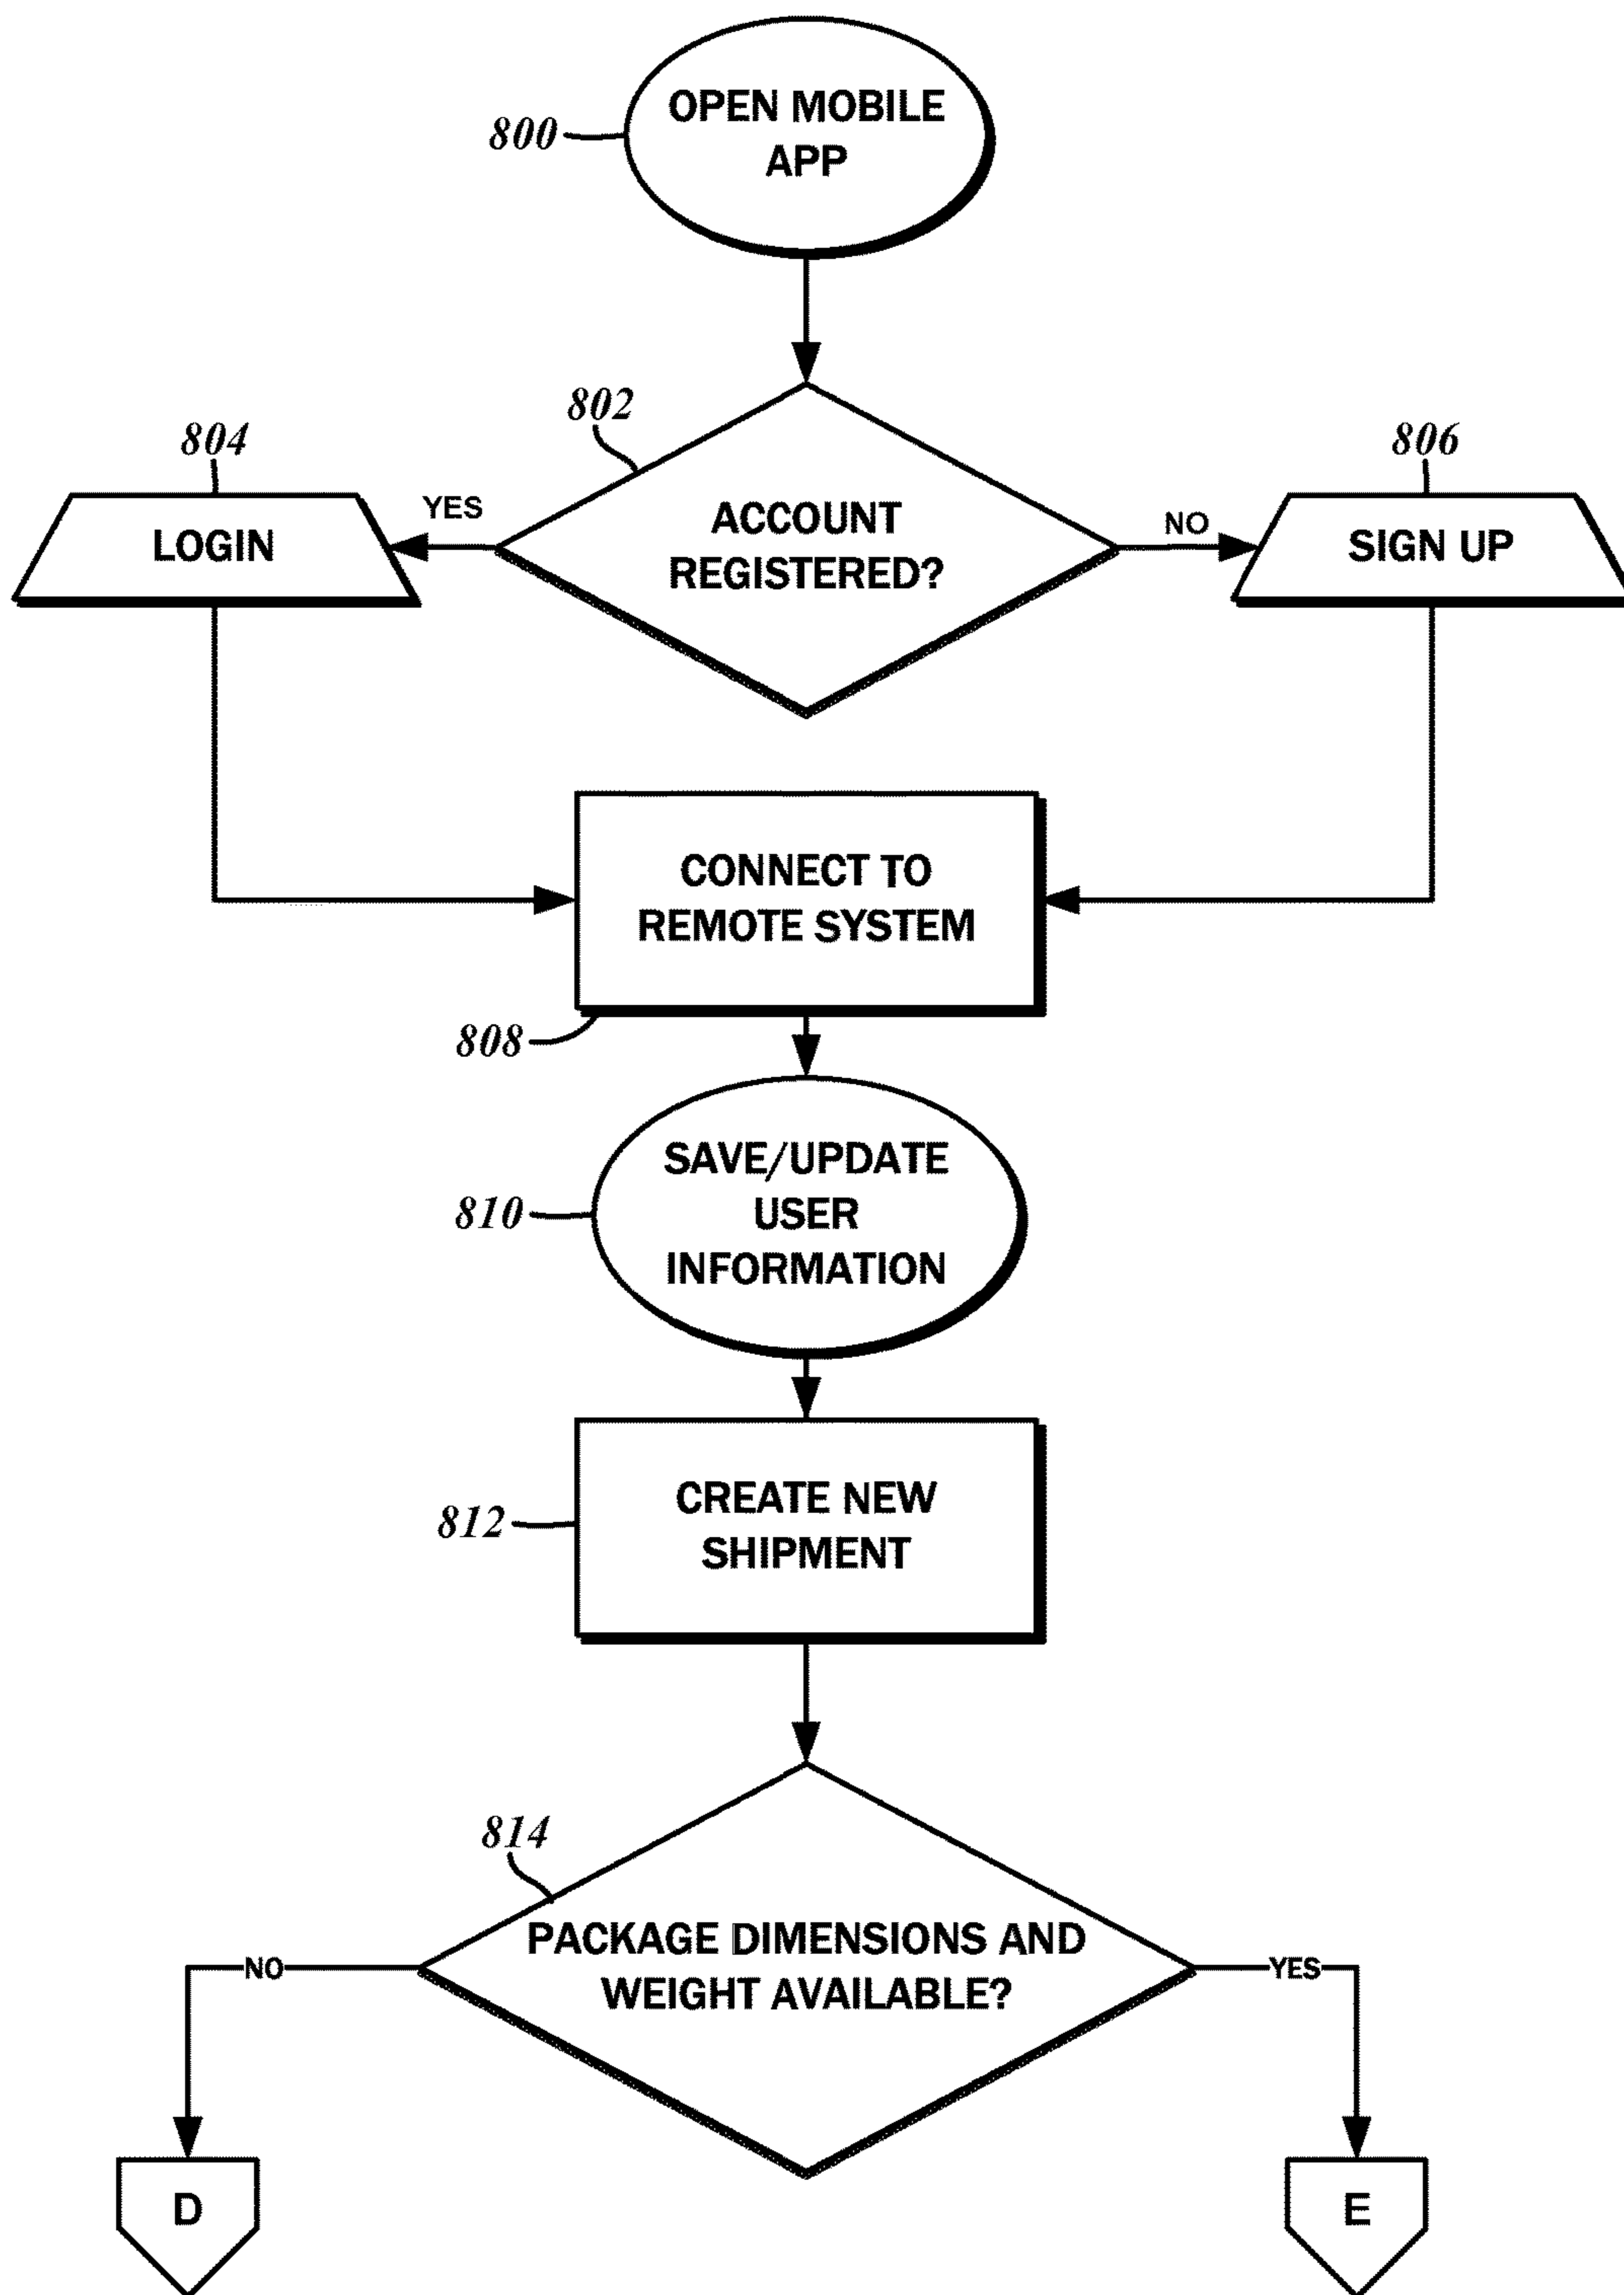 OPEN MOBILE
APP
800
802
804
806
YES
NO
LOGIN
ACCOUNT
REGISTERED?
SIGN UP
CONNECT TO
REMOTE SYSTEM
808
SAVE/UPDATE
USER
INFORMATION
810
CREATE NEW
SHIPMENT
812
814
PACKAGE DIMENSIONS AND
WEIGHT AVAILABLE?
NO
YES
D
E